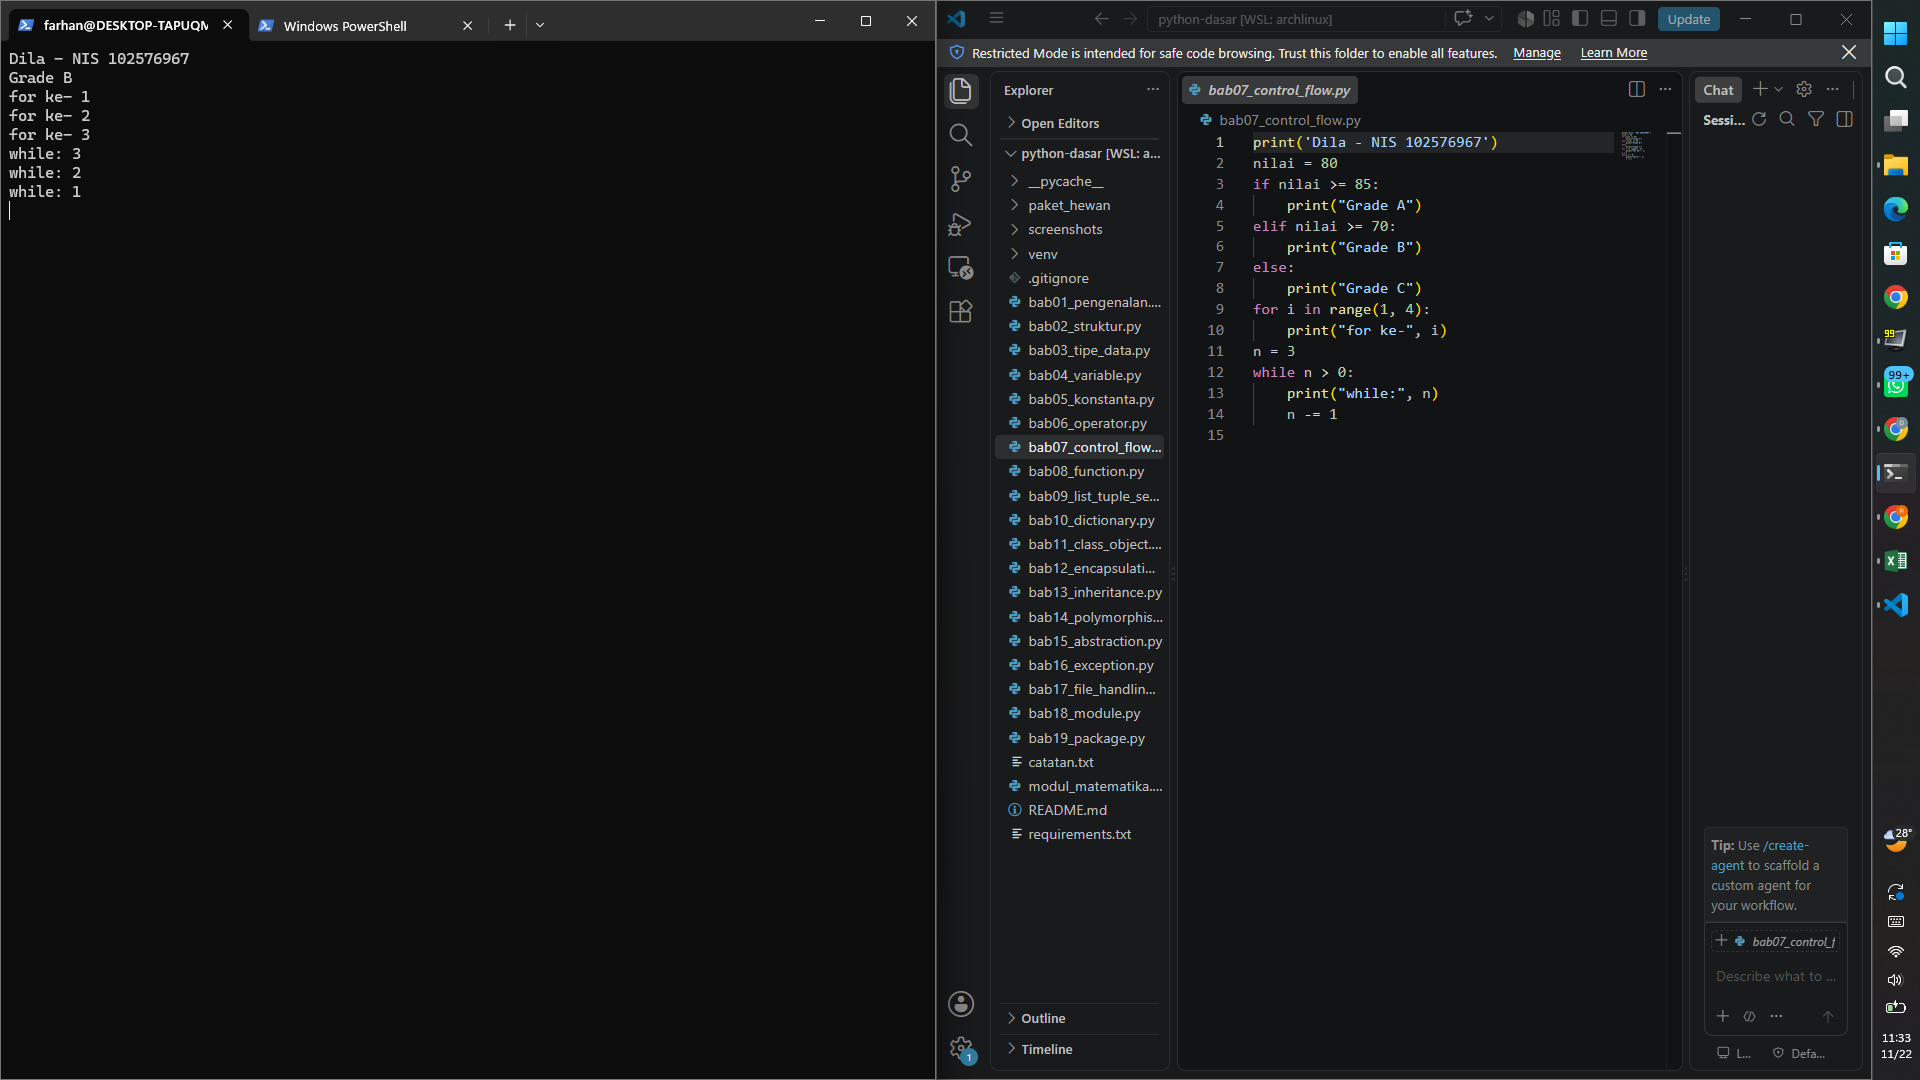 farhan@DESKTOP-TAPUQN
Windows PowerShell
Dila - NIS 102576967
Grade B
for ke- 1
for ke- 2
for ke- 3
while: 3
while: 2
while: 1
python-dasar [WSL: archlinux]
Update
Restricted Mode is intended for safe code browsing. Trust this folder to enable all features.
Manage
Learn More
Explorer
Open Editors
python-dasar [WSL: a...
__pycache__
paket_hewan
screenshots
venv
.gitignore
bab01_pengenalan....
bab02_struktur.py
bab03_tipe_data.py
bab04_variable.py
bab05_konstanta.py
bab06_operator.py
bab07_control_flow...
bab08_function.py
bab09_list_tuple_se...
bab10_dictionary.py
bab11_class_object....
bab12_encapsulati...
bab13_inheritance.py
bab14_polymorphis...
bab15_abstraction.py
bab16_exception.py
bab17_file_handlin...
bab18_module.py
bab19_package.py
catatan.txt
modul_matematika....
README.md
requirements.txt
Outline
Timeline
1
bab07_control_flow.py
bab07_control_flow.py
1 print('Dila - NIS 102576967')
2 nilai = 80
3 if nilai >= 85:
4     print("Grade A")
5 elif nilai >= 70:
6     print("Grade B")
7 else:
8     print("Grade C")
9 for i in range(1, 4):
10     print("for ke-", i)
11 n = 3
12 while n > 0:
13     print("while:", n)
14     n -= 1
15
Chat
Sessi...
Tip: Use /create-
agent to scaffold a
custom agent for
your workflow.
bab07_control_f
Describe what to ...
L...
Defa...
99
99+
28°
11:33
11/22